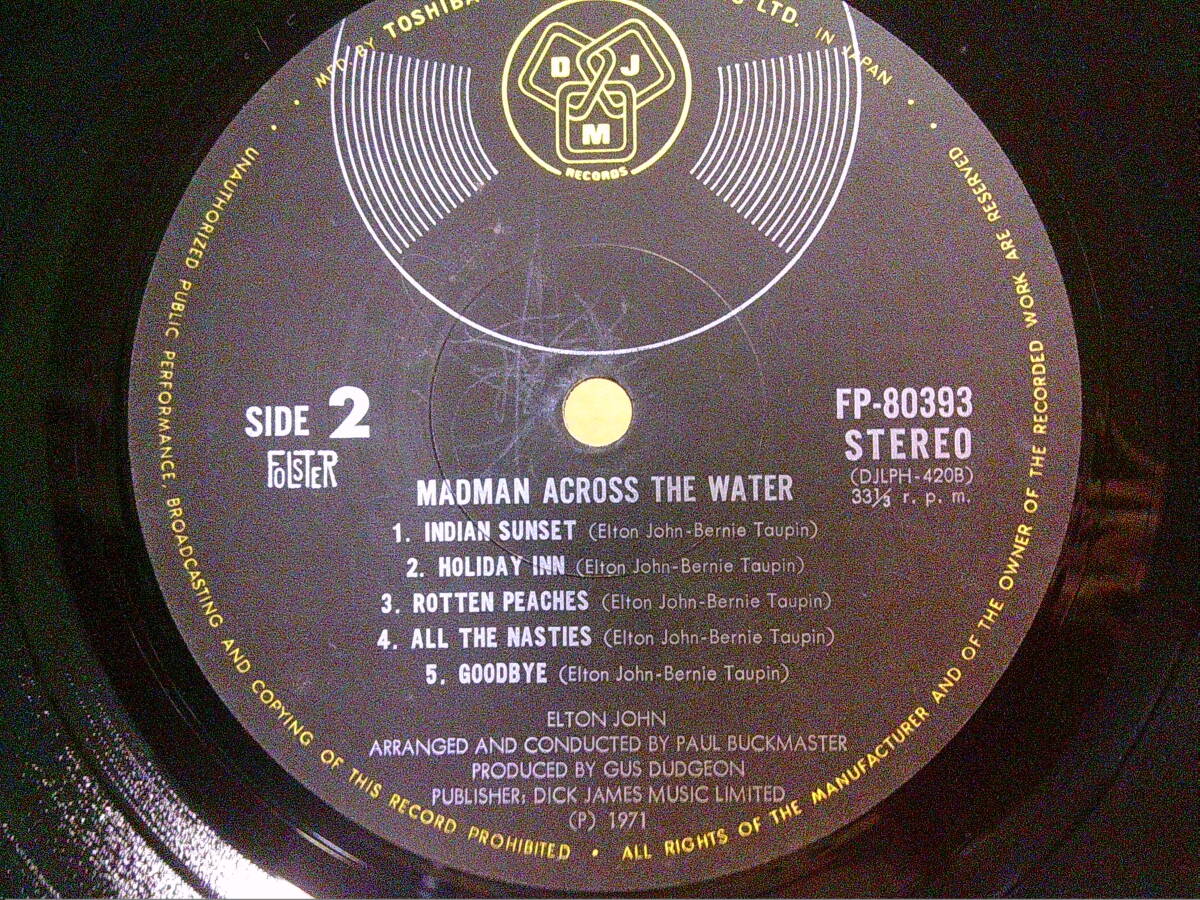 MFD. BY TOSHIBA
LTD. IN JAPAN
D J
M
RECORDS
SIDE 2
FOLSTER
FP-80393
STEREO
(DJLPH-420B)
33⅓ r. p. m.
MADMAN ACROSS THE WATER
1. INDIAN SUNSET (Elton John-Bernie Taupin)
2. HOLIDAY INN (Elton John-Bernie Taupin)
3. ROTTEN PEACHES (Elton John-Bernie Taupin)
4. ALL THE NASTIES (Elton John-Bernie Taupin)
5. GOODBYE (Elton John-Bernie Taupin)
ELTON JOHN
ARRANGED AND CONDUCTED BY PAUL BUCKMASTER
PRODUCED BY GUS DUDGEON
PUBLISHER; DICK JAMES MUSIC LIMITED
(P) 1971
UNAUTHORIZED PUBLIC PERFORMANCE, BROADCASTING AND COPYING OF THIS RECORD PROHIBITED • ALL RIGHTS OF THE MANUFACTURER AND OF THE OWNER OF THE RECORDED WORK ARE RESERVED